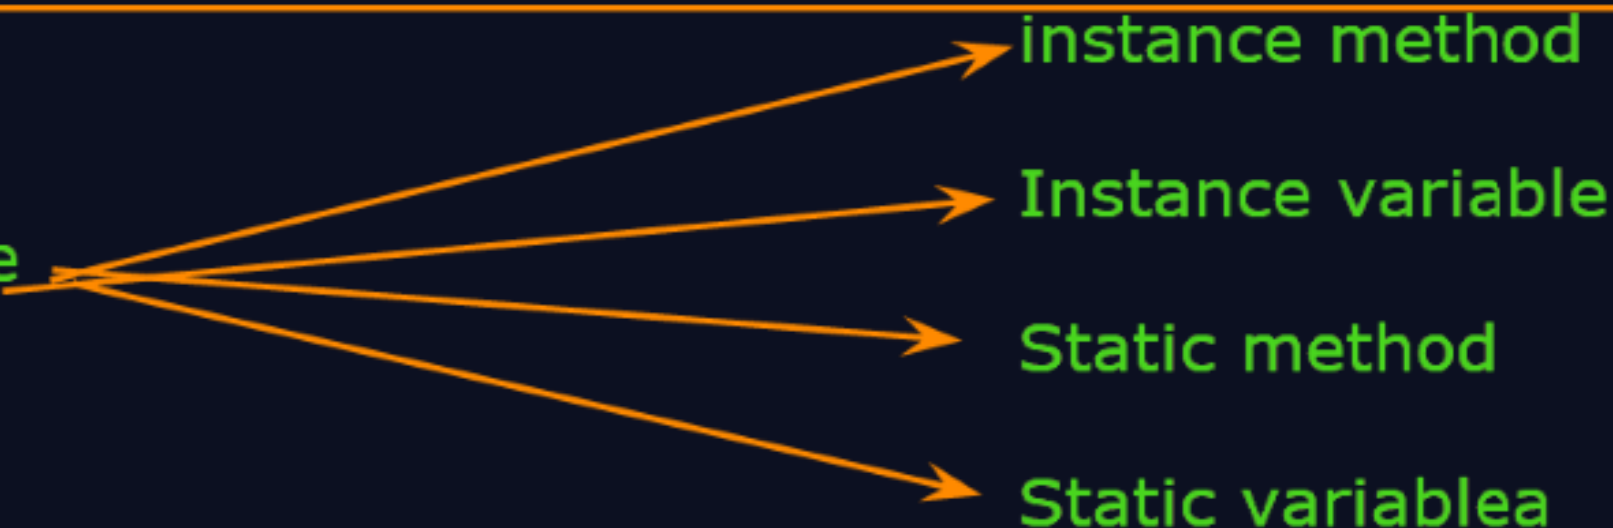 instance method
Instance variable
e
Static method
Static variablea